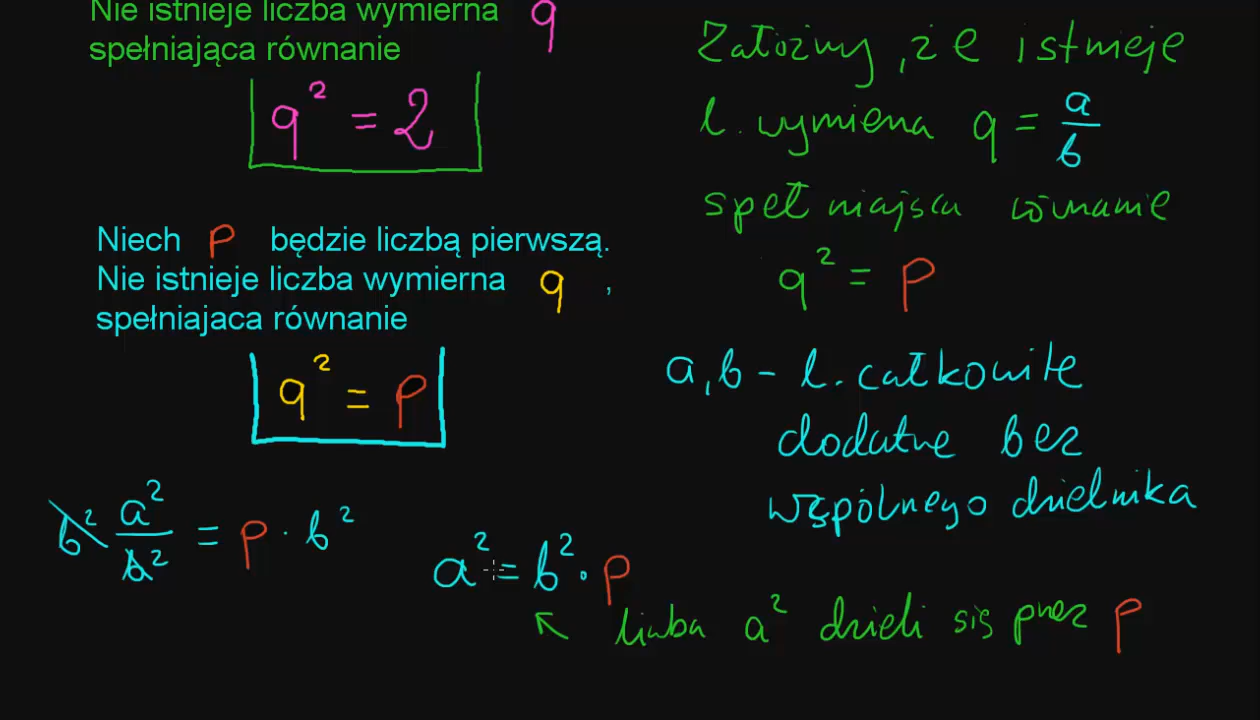 Nie istnieje liczba wymierna q
spełniająca równanie
q² = 2
Niech p będzie liczbą pierwszą.
Nie istnieje liczba wymierna q ,
spełniajaca równanie
q² = p
b² a²/b² = p · b²
a² = b² · p
Załóżmy, że istnieje
l. wymierna q = a/b
spełniająca równanie
q² = p
a, b – l. całkowite
dodatne bez
wspólnego dzielnika
liczba a² dzieli się przez p